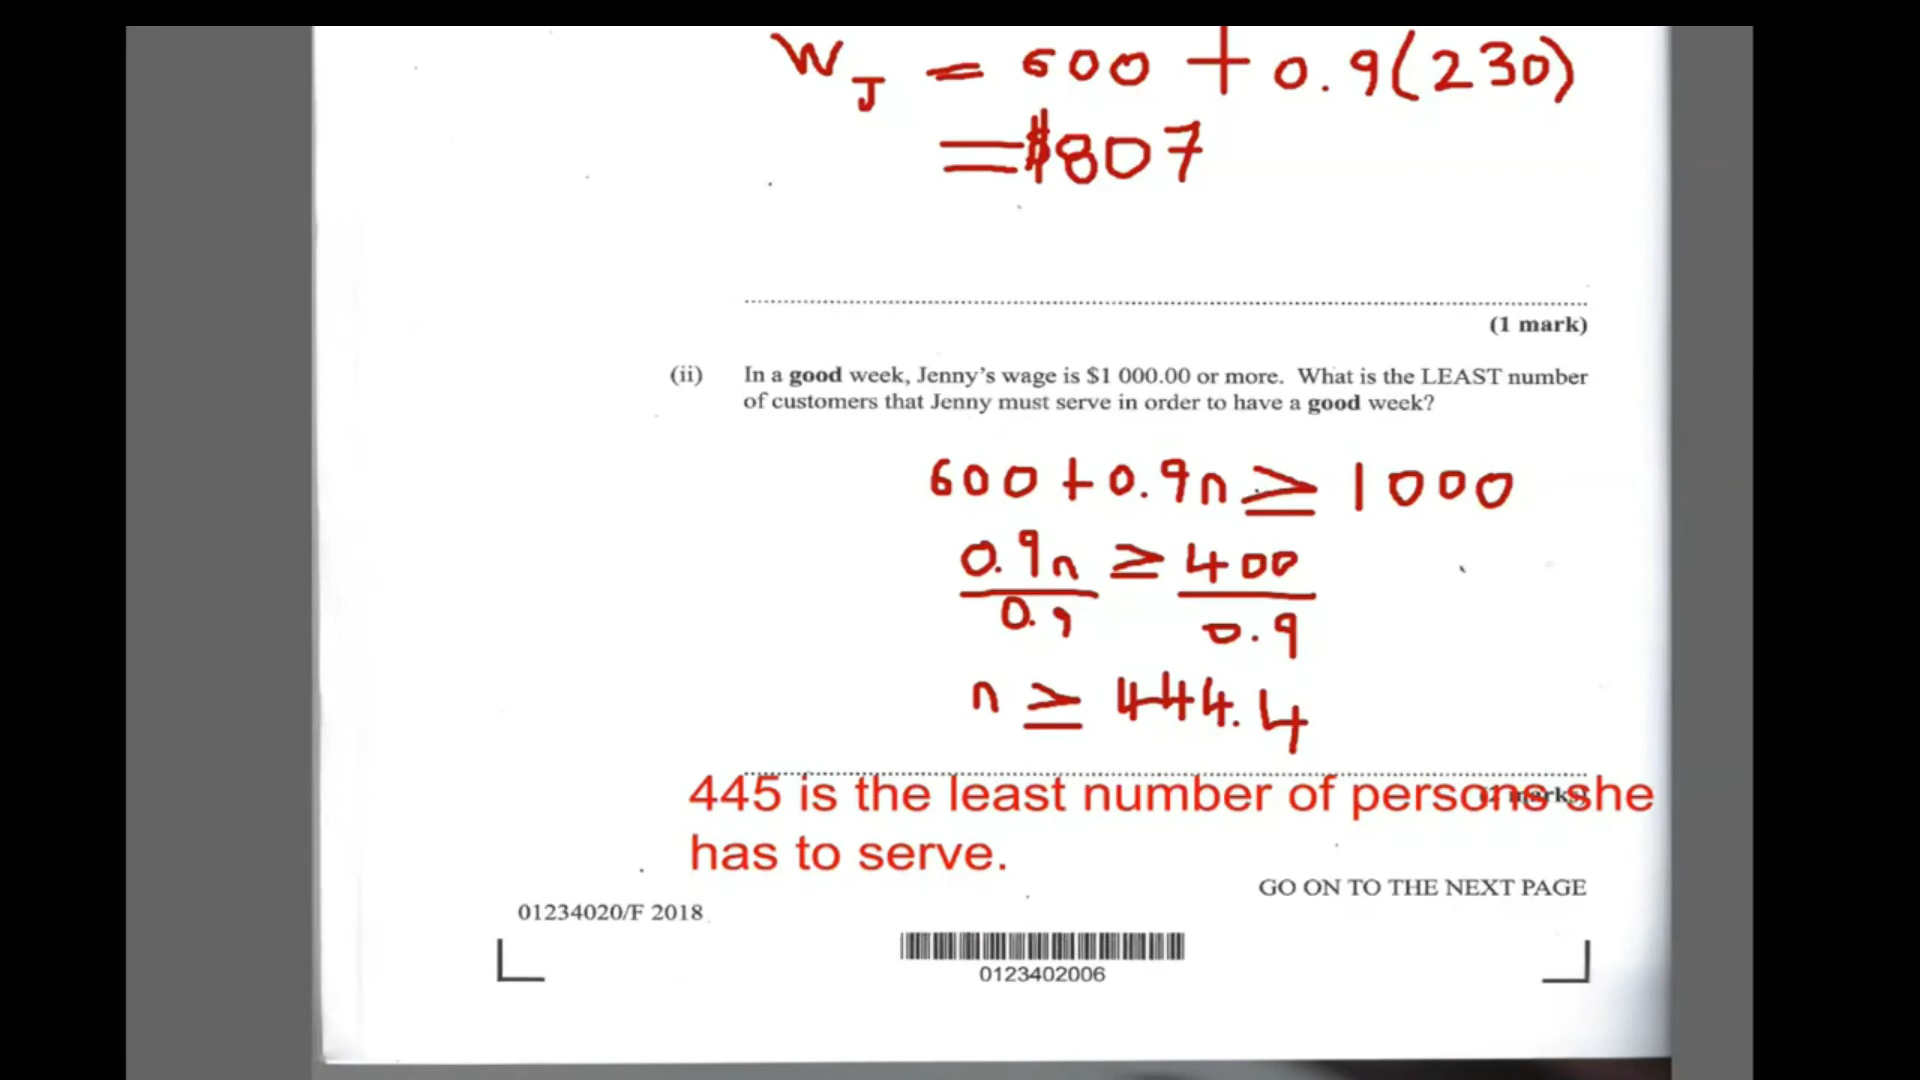 W_J = 600 + 0.9(230)
= $807
(1 mark)
(ii) In a good week, Jenny's wage is $1 000.00 or more. What is the LEAST number
of customers that Jenny must serve in order to have a good week?
600 + 0.9n ≥ 1000
0.9n ≥ 400
0.9 0.9
n ≥ 444.4
445 is the least number of persons she
has to serve.
marks)
GO ON TO THE NEXT PAGE
01234020/F 2018
0123402006